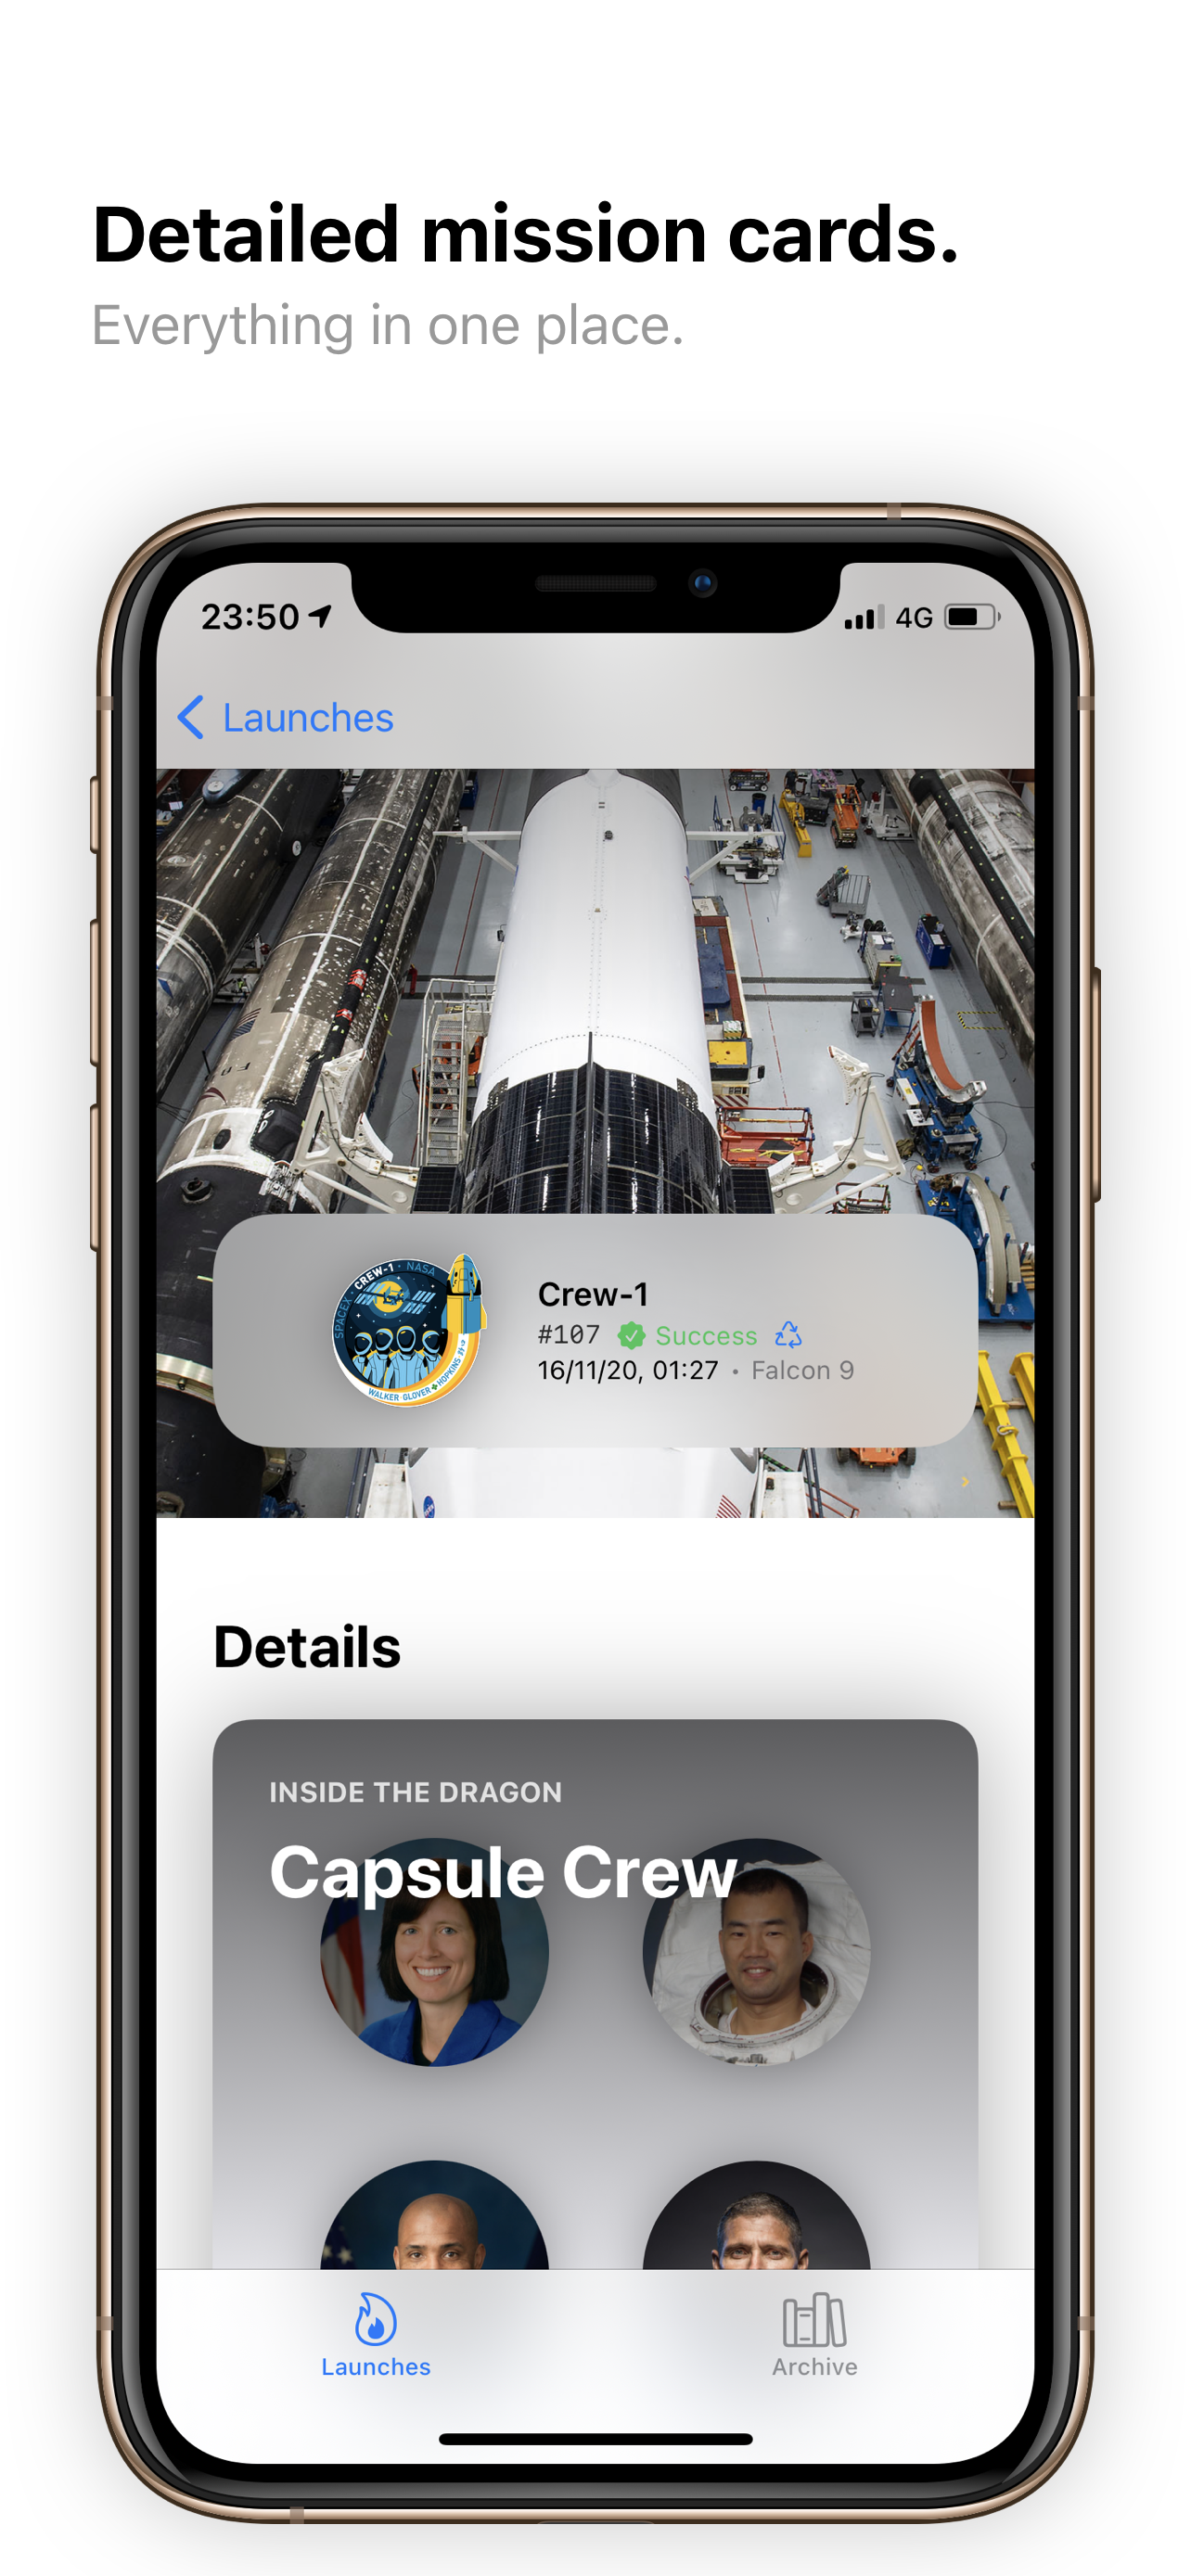 Detailed mission cards.
Everything in one place.
23:50
4G
Launches
SPACEX · CREW-1 · NASA
WALKER GLOVER HOPKINS
Crew-1
#107 Success
16/11/20, 01:27 • Falcon 9
Details
INSIDE THE DRAGON
Capsule Crew
Launches
Archive